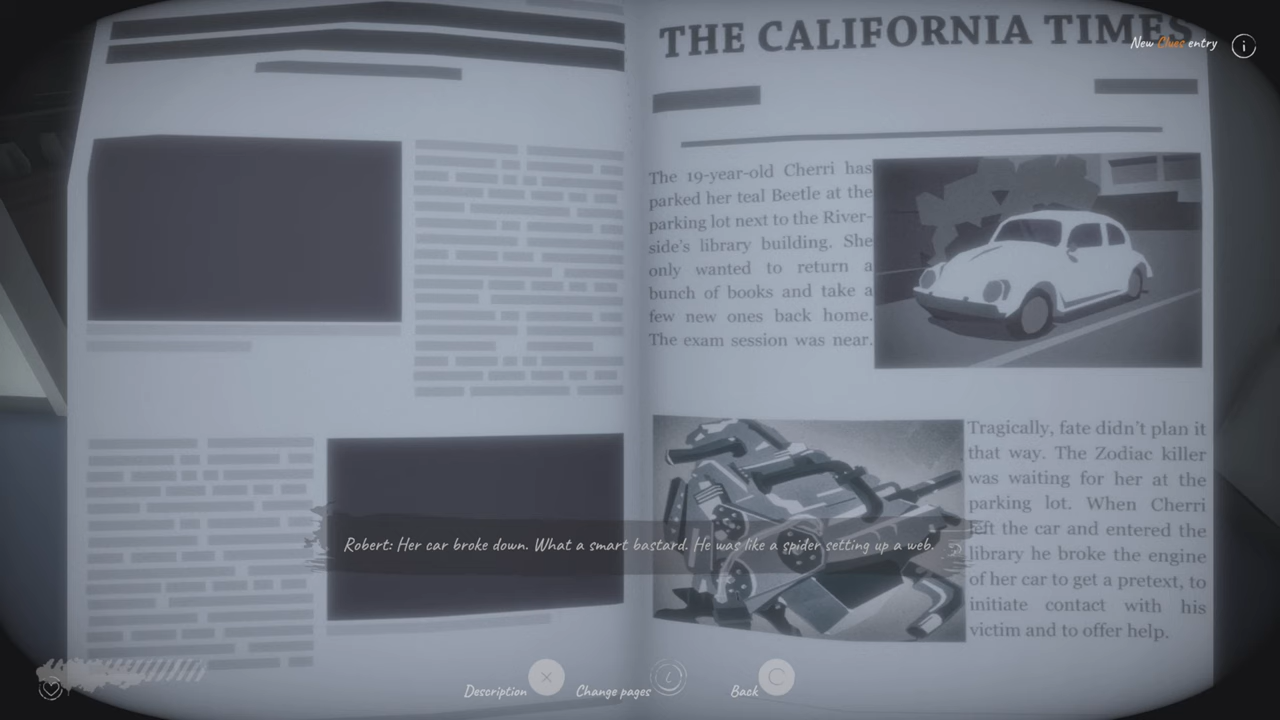 THE CALIFORNIA TIMES
New Clues entry
The 19-year-old Cherri has
parked her teal Beetle at the
parking lot next to the River-
side's library building. She
only wanted to return a
bunch of books and take a
few new ones back home.
The exam session was near.
Tragically, fate didn't plan it
that way. The Zodiac killer
was waiting for her at the
parking lot. When Cherri
left the car and entered the
library he broke the engine
of her car to get a pretext, to
initiate contact with his
victim and to offer help.
Robert: Her car broke down. What a smart bastard. He was like a spider setting up a web.
Description
Change pages
Back